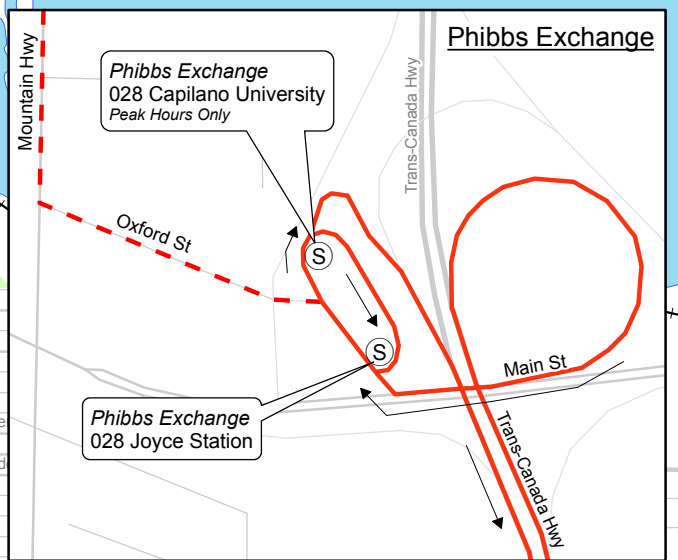 Phibbs Exchange
Mountain Hwy
Phibbs Exchange
028 Capilano University
Peak Hours Only
Trans-Canada Hwy
Oxford St
S
S
Main St
Phibbs Exchange
028 Joyce Station
Trans-Canada Hwy